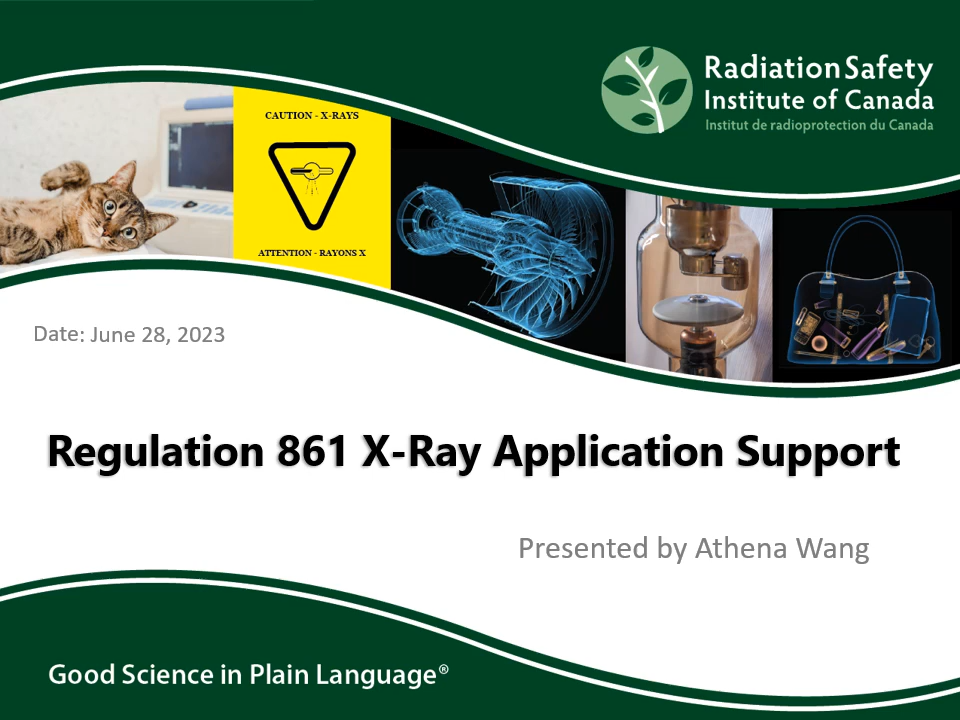 Radiation Safety
Institute of Canada
Institut de radioprotection du Canada
CAUTION - X-RAYS
ATTENTION - RAYONS X
Date: June 28, 2023
Regulation 861 X-Ray Application Support
Presented by Athena Wang
Good Science in Plain Language®